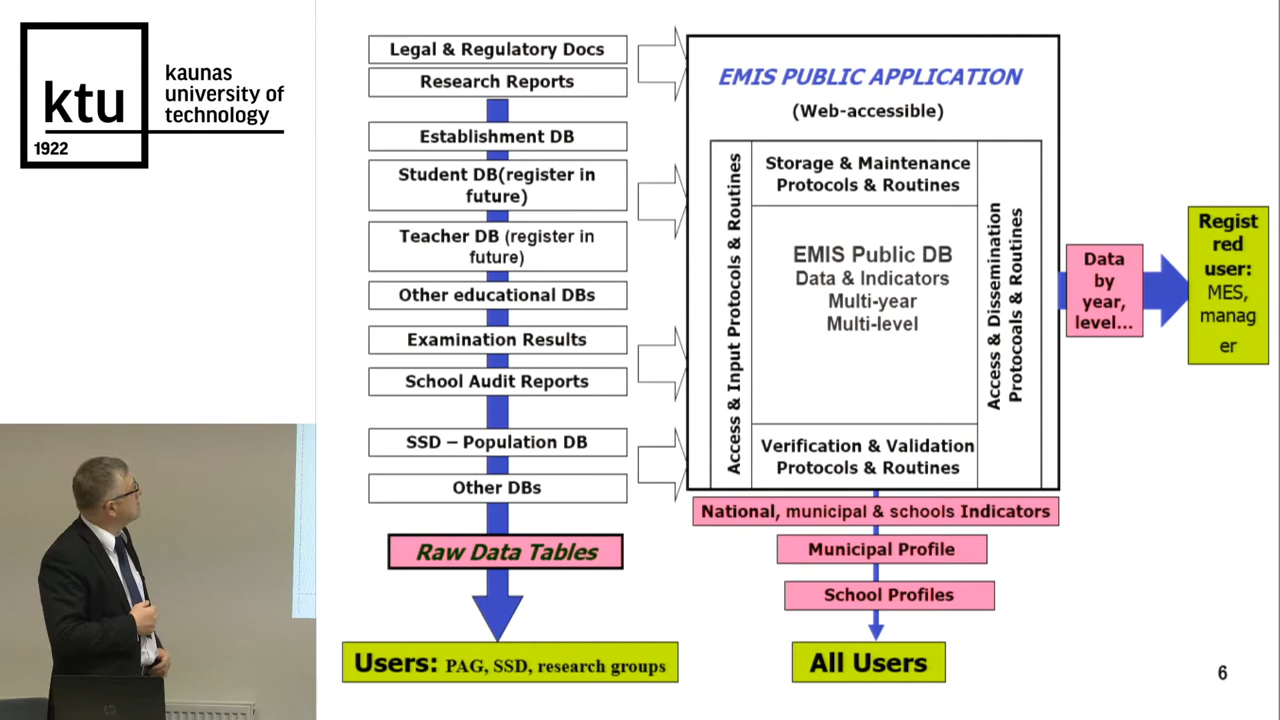 ktu
1922
kaunas
university of
technology
Legal & Regulatory Docs
Research Reports
Establishment DB
Student DB(register in
future)
Teacher DB (register in
future)
Other educational DBs
Examination Results
School Audit Reports
SSD – Population DB
Other DBs
Raw Data Tables
Users: PAG, SSD, research groups
EMIS PUBLIC APPLICATION
(Web-accessible)
Access & Input Protocols & Routines
Storage & Maintenance
Protocols & Routines
EMIS Public DB
Data & Indicators
Multi-year
Multi-level
Verification & Validation
Protocols & Routines
Access & Dissemination
Protocoals & Routines
National, municipal & schools Indicators
Municipal Profile
School Profiles
All Users
Data
by
year,
level...
Regist
red
user:
MES,
manag
er
6